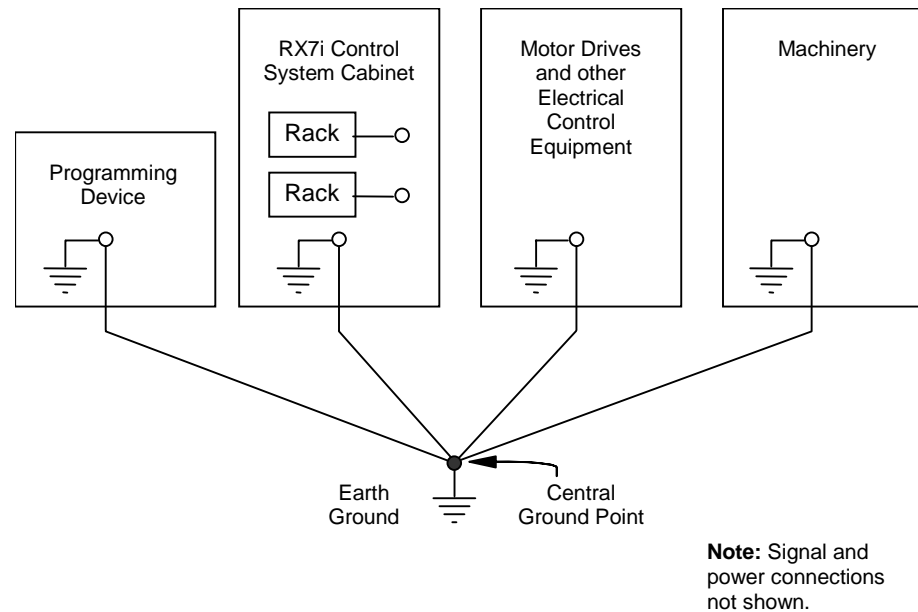 Programming
Device
RX7i Control
System Cabinet
Rack
Rack
Motor Drives
and other
Electrical
Control
Equipment
Machinery
Earth
Ground
Central
Ground Point
Note: Signal and
power connections
not shown.